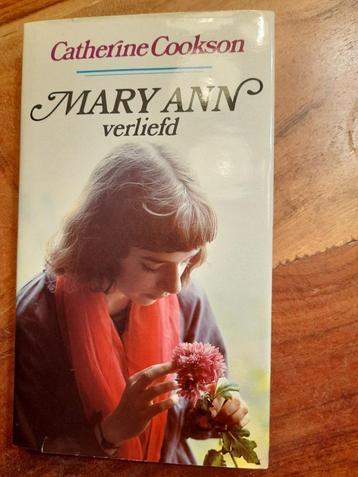 Catherine Cookson
MARY ANN
verliefd